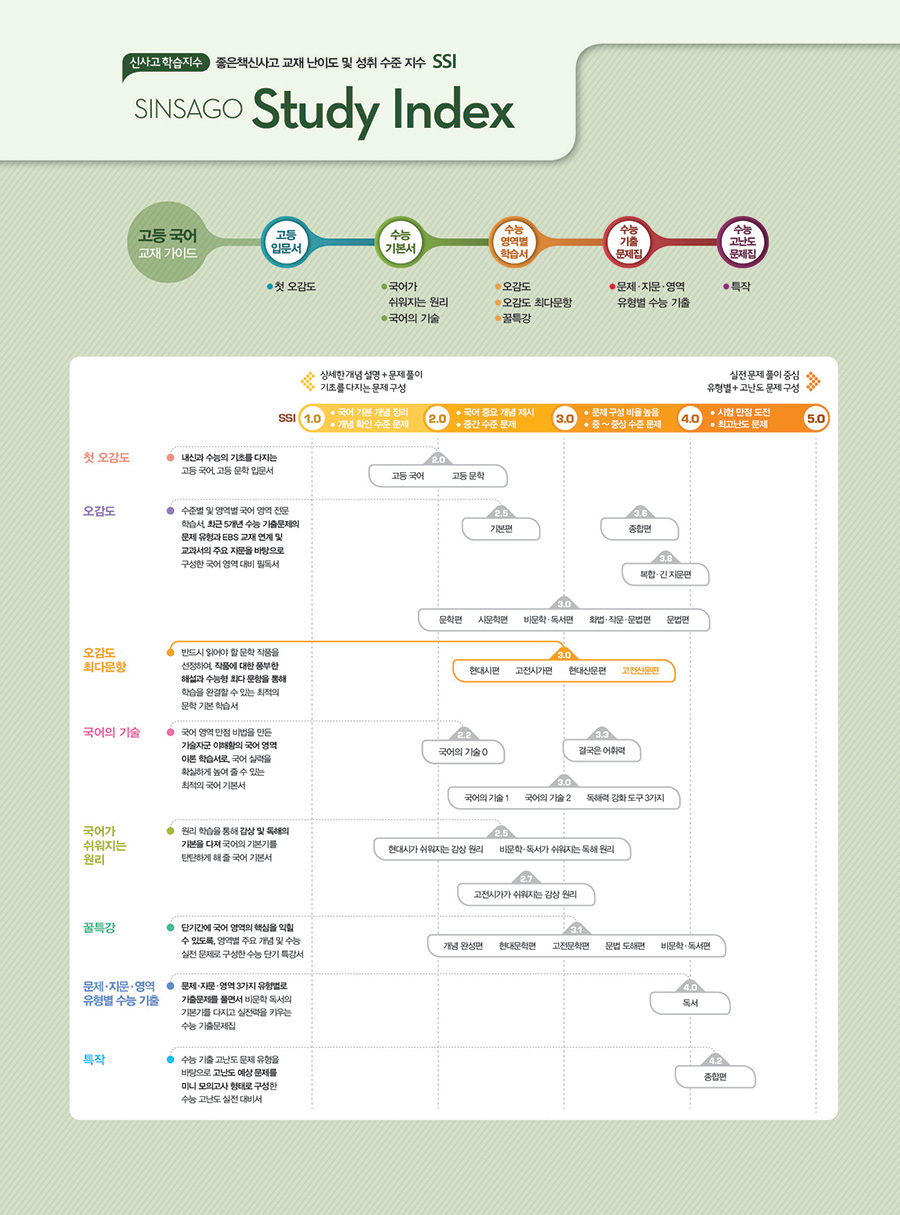 신사고 학습지수 좋은책신사고 교재 난이도 및 성취 수준 지수 SSI
SINSAGO Study Index
고등 국어
교재 가이드
고등
입문서
• 첫 오감도
수능
기본서
• 국어가
쉬워지는 원리
• 국어의 기술
수능
영역별
학습서
• 오감도
• 오감도 최다문항
• 꿀특강
수능
기출
문제집
• 문제·지문·영역
유형별 수능 기출
수능
고난도
문제집
• 특작
상세한 개념 설명 + 문제 풀이
기초를 다지는 문제 구성
실전 문제 풀이 중심
유형별 + 고난도 문제 구성
SSI
1.0
• 국어 기본 개념 정리
• 개념 확인 수준 문제
2.0
• 국어 중요 개념 제시
• 중간 수준 문제
3.0
• 문제 구성 비율 높음
• 중 ~ 중상 수준 문제
4.0
• 시험 만점 도전
• 최고난도 문제
5.0
첫 오감도
내신과 수능의 기초를 다지는
고등 국어, 고등 문학 입문서
2.0
고등 국어 고등 문학
오감도
수준별 및 영역별 국어 영역 전문
학습서, 최근 5개년 수능 기출문제의
문제 유형과 EBS 교재 연계 및
교과서의 주요 지문을 바탕으로
구성한 국어 영역 대비 필독서
2.5
기본편
3.6
종합편
3.8
복합·긴 지문편
3.0
문학편 시문학편 비문학·독서편 화법·작문·문법편 문법편
오감도
최다문항
반드시 읽어야 할 문학 작품을
선정하여, 작품에 대한 풍부한
해설과 수능형 최다 문항을 통해
학습을 완결할 수 있는 최적의
문학 기본 학습서
3.0
현대시편 고전시가편 현대산문편 고전산문편
국어의 기술
국어 영역 만점 비법을 만든
기술자군 이해황의 국어 영역
이론 학습서로, 국어 실력을
확실하게 높여 줄 수 있는
최적의 국어 기본서
2.2
국어의 기술 0
3.3
결국은 어휘력
3.0
국어의 기술 1 국어의 기술 2 독해력 강화 도구 3가지
국어가
쉬워지는
원리
원리 학습을 통해 감상 및 독해의
기본을 다져 국어의 기본기를
탄탄하게 해 줄 국어 기본서
2.5
현대시가 쉬워지는 감상 원리 비문학·독서가 쉬워지는 독해 원리
2.7
고전시가가 쉬워지는 감상 원리
꿀특강
단기간에 국어 영역의 핵심을 익힐
수 있도록, 영역별 주요 개념 및 수능
실전 문제로 구성한 수능 단기 특강서
3.1
개념 완성편 현대문학편 고전문학편 문법 도해편 비문학·독서편
문제·지문·영역
유형별 수능 기출
문제·지문·영역 3가지 유형별로
기출문제를 풀면서 비문학 독서의
기본기를 다지고 실전력을 키우는
수능 기출문제집
4.0
독서
특작
수능 기출 고난도 문제 유형을
바탕으로 고난도 예상 문제를
미니 모의고사 형태로 구성한
수능 고난도 실전 대비서
4.2
종합편